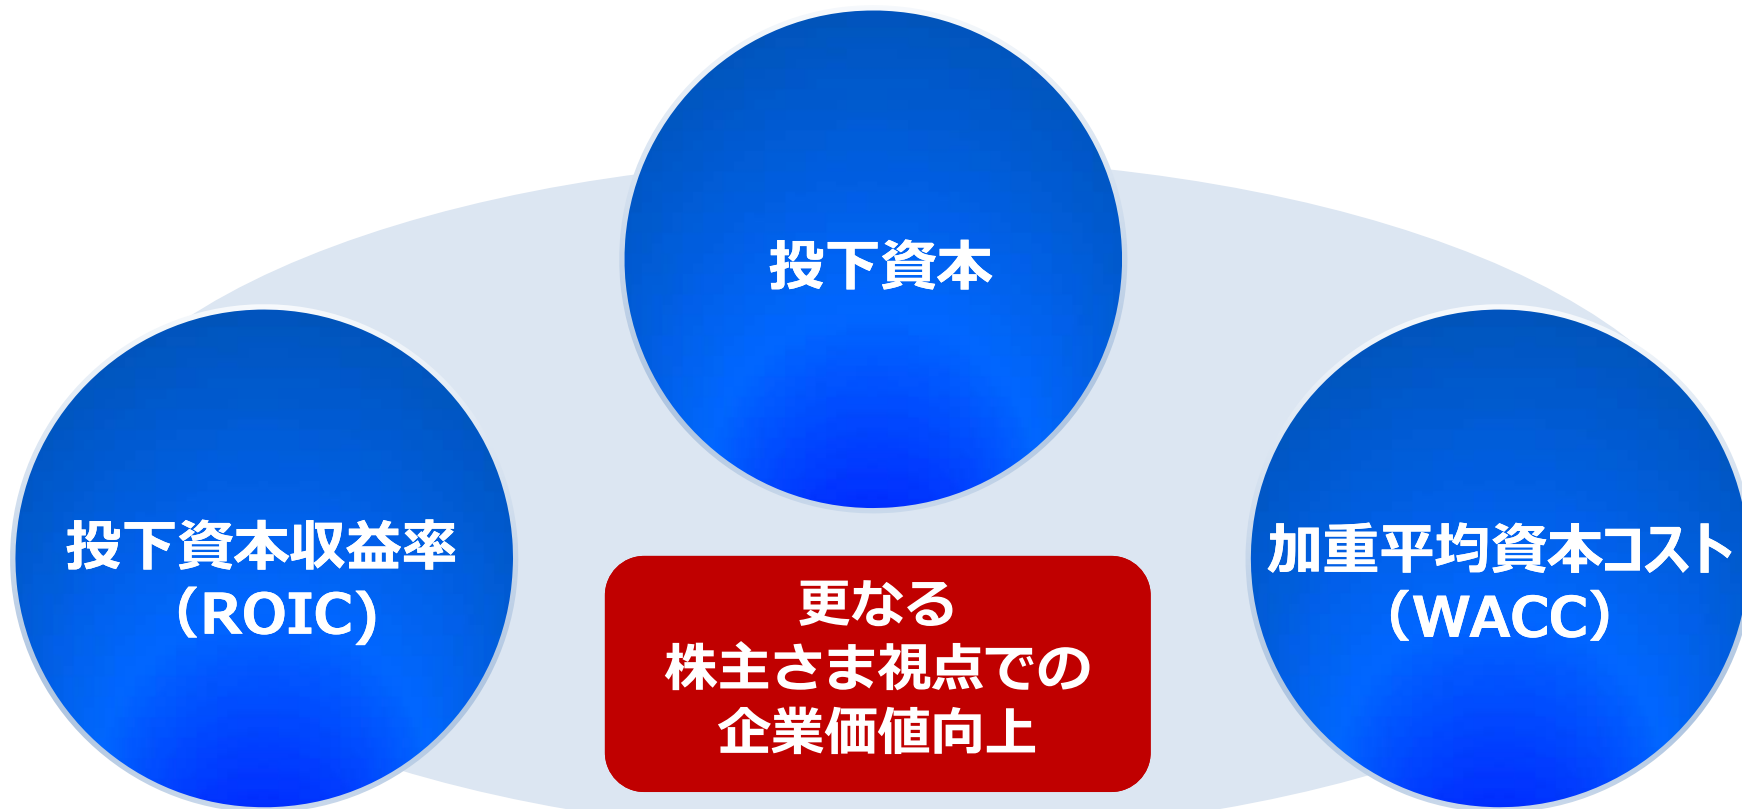 投下資本
投下資本収益率
（ROIC）
加重平均資本コスト
（WACC）
更なる
株主さま視点での
企業価値向上